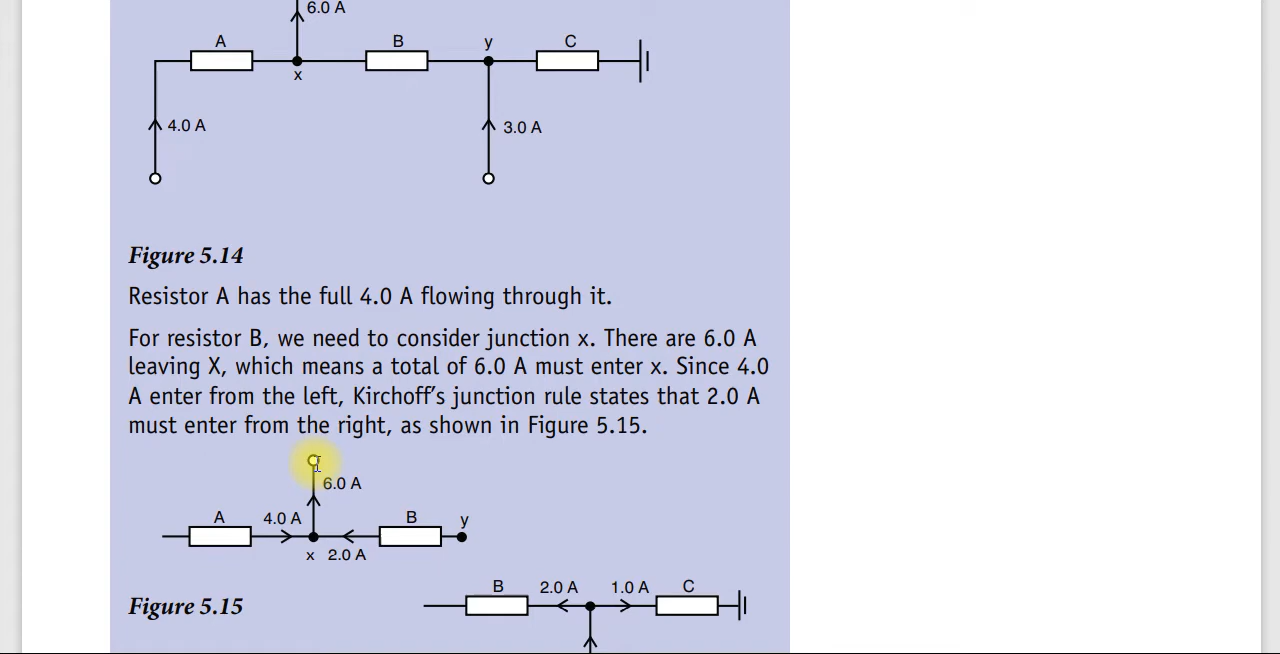 6.0 A
A
B
y
C
x
4.0 A
3.0 A
Figure 5.14
Resistor A has the full 4.0 A flowing through it.
For resistor B, we need to consider junction x. There are 6.0 A
leaving X, which means a total of 6.0 A must enter x. Since 4.0
A enter from the left, Kirchoff's junction rule states that 2.0 A
must enter from the right, as shown in Figure 5.15.
6.0 A
A
4.0 A
B
y
x
2.0 A
B
2.0 A
1.0 A
C
Figure 5.15